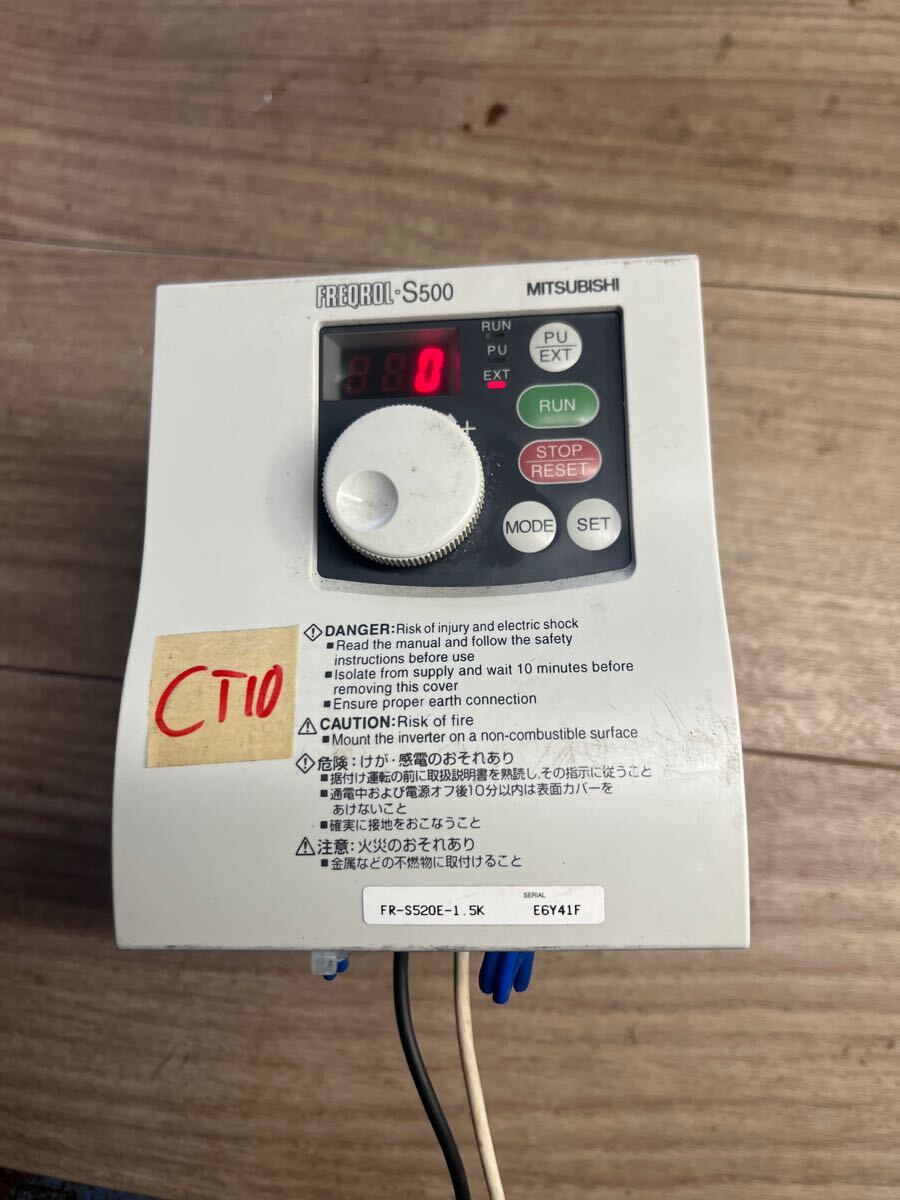 FREQROL-S500 MITSUBISHI
0
RUN
PU
EXT
PU
EXT
RUN
STOP
RESET
MODE SET
+
DANGER: Risk of injury and electric shock
■ Read the manual and follow the safety
instructions before use
■ Isolate from supply and wait 10 minutes before
removing this cover
■ Ensure proper earth connection
CAUTION: Risk of fire
■ Mount the inverter on a non-combustible surface
CT10
危険：けが・感電のおそれあり
■据付け運転の前に取扱説明書を熟読し、その指示に従うこと
■通電中および電源オフ後10分以内は表面カバーを
あけないこと
■確実に接地をおこなうこと
注意：火災のおそれあり
■金属などの不燃物に取付けること
SERIAL
FR-S520E-1.5K E6Y41F